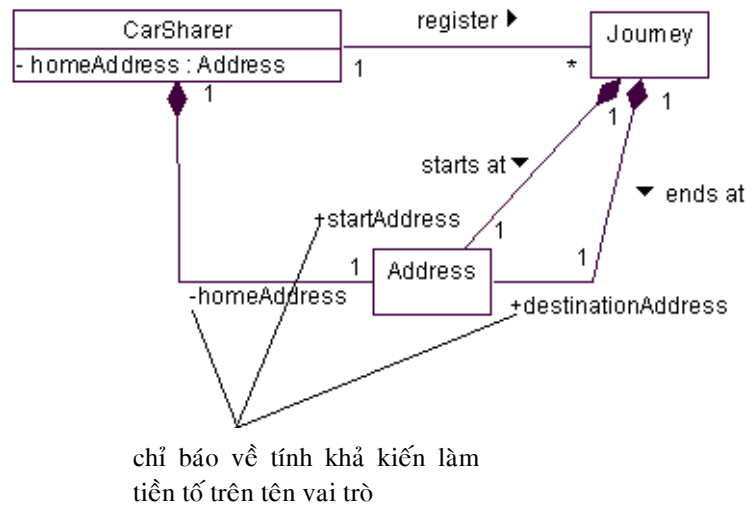 CarSharer
- homeAddress : Address
register
Journey
1
*
1
1
1
starts at
ends at
+startAddress
1
1
1
Address
-homeAddress
+destinationAddress
chỉ báo về tính khả kiến làm
tiền tố trên tên vai trò